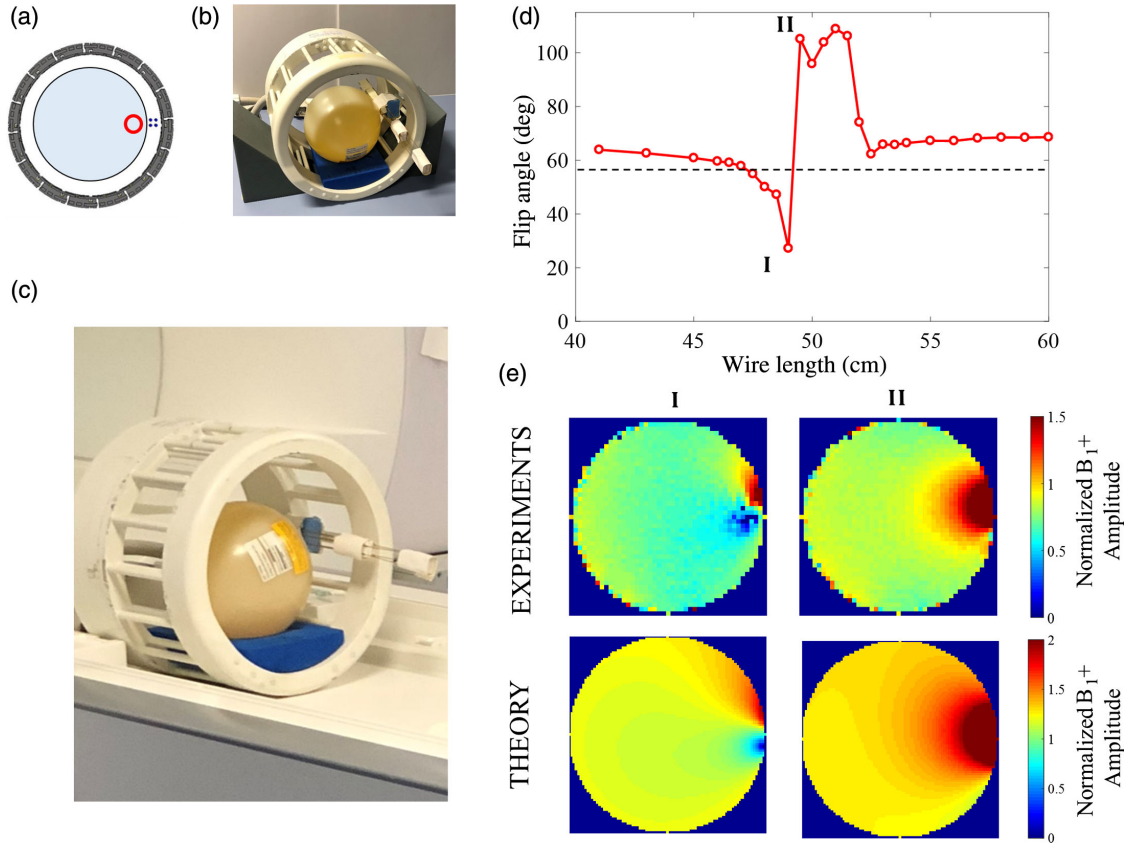 (a)
(b)
(c)
(d)
Flip angle (deg)
100
80
60
40
20
0
II
I
40
45
50
55
60
Wire length (cm)
(e)
I
II
EXPERIMENTS
THEORY
1.5
1
0.5
0
Normalized B1+
Amplitude
2
1.5
1
0.5
0
Normalized B1+
Amplitude